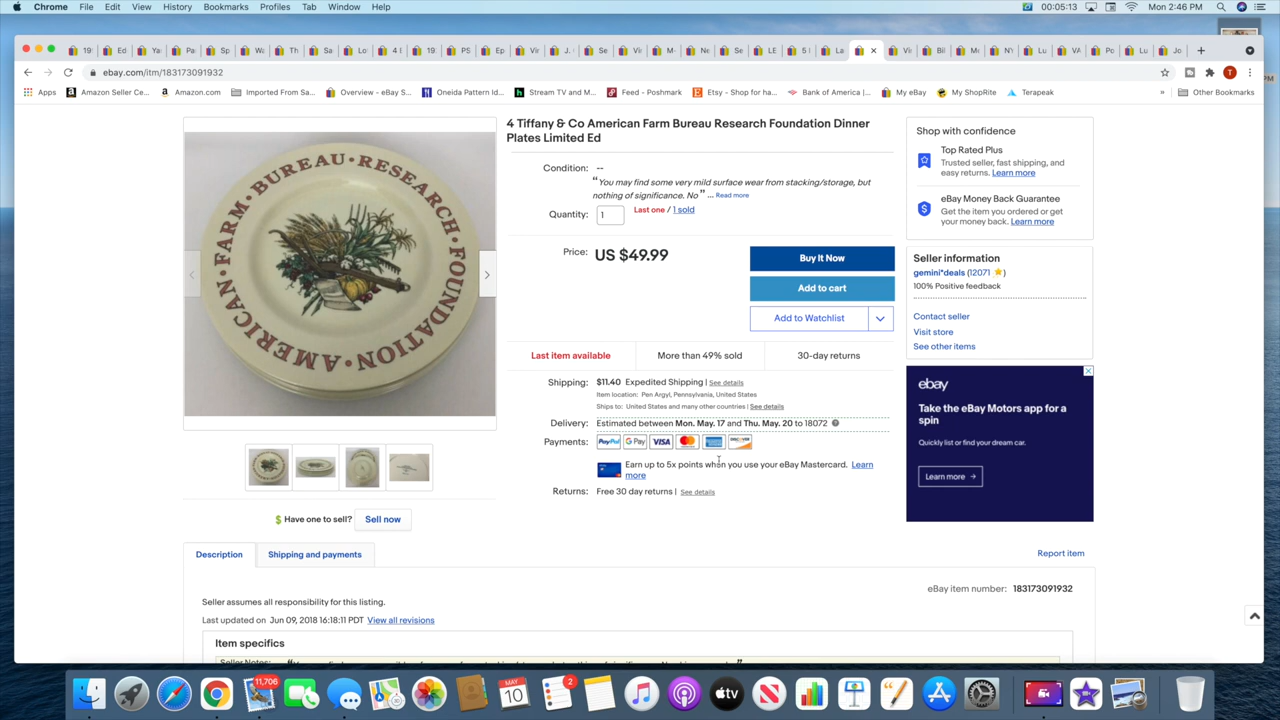 Chrome File Edit View History Bookmarks Profiles Tab Window Help 00:05:13 Mon 2:46 PM
ebay.com/itm/183173091932
Apps Amazon Seller Ce... Amazon.com Imported From Sa... Overview - eBay S... Oneida Pattern Id... Stream TV and M... Feed - Poshmark Etsy - Shop for ha... Bank of America |... My eBay My ShopRite Terapeak » Other Bookmarks
4 Tiffany & Co American Farm Bureau Research Foundation Dinner
Plates Limited Ed
Condition: --
“You may find some very mild surface wear from stacking/storage, but
nothing of significance. No” ... Read more
Quantity: 1 Last one / 1 sold
Price: US $49.99
Buy It Now
Add to cart
Add to Watchlist
Last item available More than 49% sold 30-day returns
Shipping: $11.40 Expedited Shipping | See details
Item location: Pen Argyl, Pennsylvania, United States
Ships to: United States and many other countries | See details
Delivery: Estimated between Mon. May. 17 and Thu. May. 20 to 18072
Payments: PayPal G Pay VISA DISCOVER
Earn up to 5x points when you use your eBay Mastercard. Learn
more
Returns: Free 30 day returns | See details
AMERICAN • FARM • BUREAU • RESEARCH • FOUNDATION
Have one to sell? Sell now
Shop with confidence
Top Rated Plus
Trusted seller, fast shipping, and
easy returns. Learn more
eBay Money Back Guarantee
Get the item you ordered or get
your money back. Learn more
Seller information
gemini*deals (12071 )
100% Positive feedback
Contact seller
Visit store
See other items
ebay
Take the eBay Motors app for a
spin
Quickly list or find your dream car.
Learn more →
Description Shipping and payments Report item
eBay item number: 183173091932
Seller assumes all responsibility for this listing.
Last updated on Jun 09, 2018 16:18:11 PDT View all revisions
Item specifics
11,706
MAY
10
2
tv